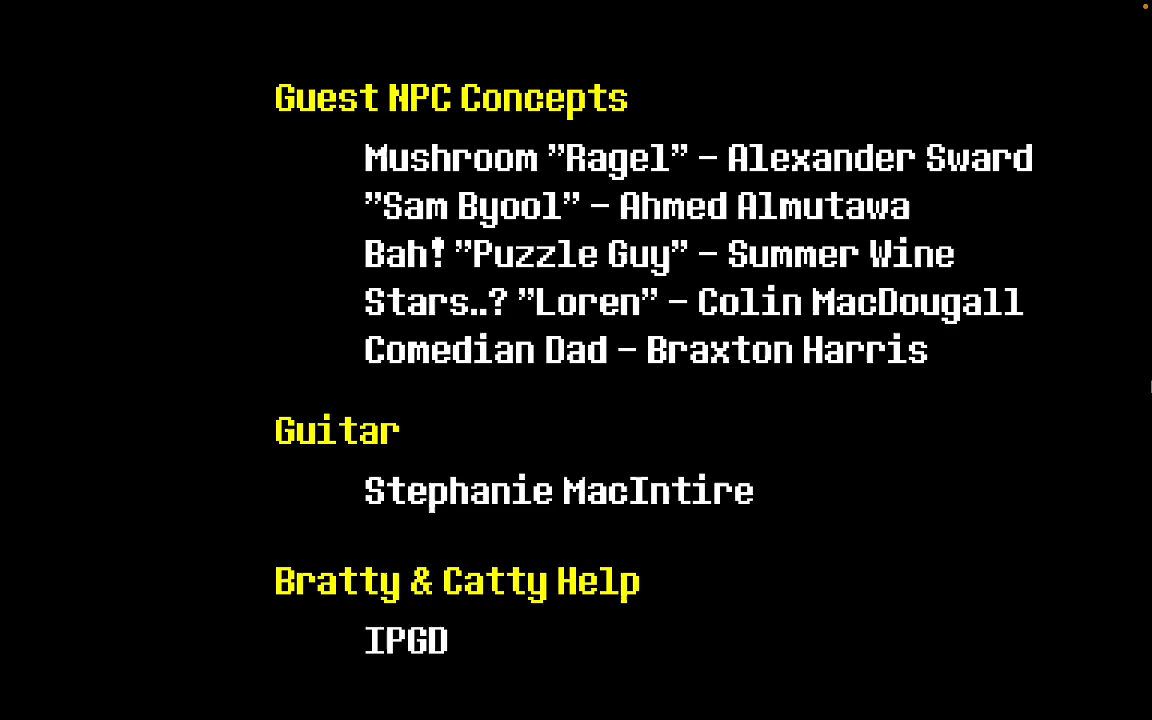 Guest NPC Concepts
Mushroom "Ragel" - Alexander Sward
"Sam Byool" - Ahmed Almutawa
Bah! "Puzzle Guy" - Summer Wine
Stars..? "Loren" - Colin MacDougall
Comedian Dad - Braxton Harris
Guitar
Stephanie MacIntire
Bratty & Catty Help
IPGD